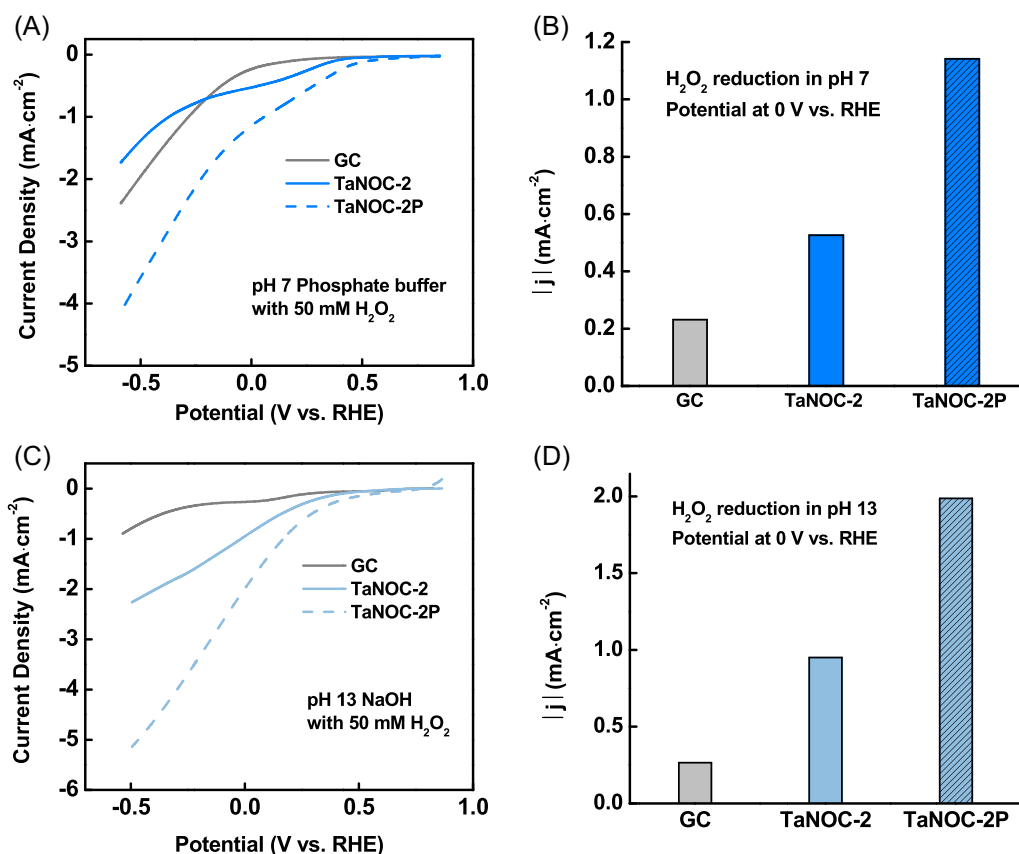 (A)
0
-1
-2
-3
-4
-5
Current Density (mA·cm⁻²)
GC
TaNOC-2
TaNOC-2P
pH 7 Phosphate buffer
with 50 mM H₂O₂
-0.5
0.0
0.5
1.0
Potential (V vs. RHE)
(B)
1.2
1.0
0.8
0.6
0.4
0.2
0.0
|j| (mA·cm⁻²)
H₂O₂ reduction in pH 7
Potential at 0 V vs. RHE
GC
TaNOC-2
TaNOC-2P
(C)
0
-1
-2
-3
-4
-5
-6
Current Density (mA·cm⁻²)
GC
TaNOC-2
TaNOC-2P
pH 13 NaOH
with 50 mM H₂O₂
-0.5
0.0
0.5
1.0
Potential (V vs. RHE)
(D)
2.0
1.5
1.0
0.5
0.0
|j| (mA·cm⁻²)
H₂O₂ reduction in pH 13
Potential at 0 V vs. RHE
GC
TaNOC-2
TaNOC-2P